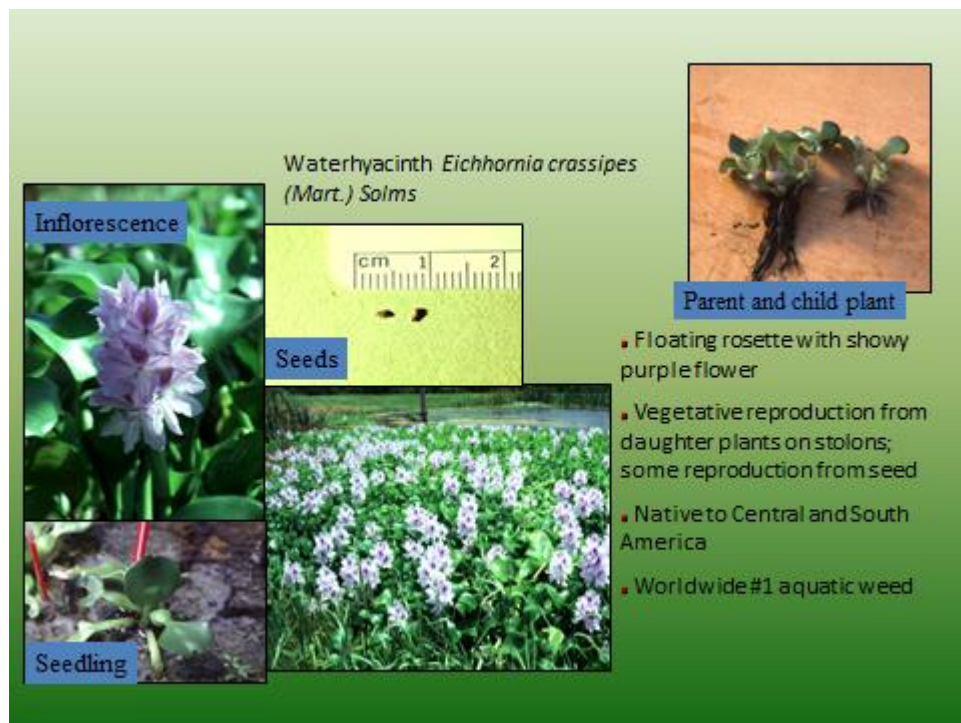 Waterhyacinth Eichhornia crassipes
(Mart.) Solms
Inflorescence
cm 1 2
Seeds
Seedling
Parent and child plant
Floating rosette with showy
purple flower
Vegetative reproduction from
daughter plants on stolons;
some reproduction from seed
Native to Central and South
America
Worldwide #1 aquatic weed